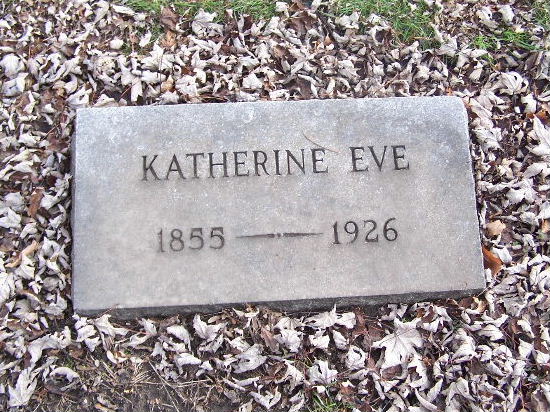 KATHERINE EVE
1855 — 1926